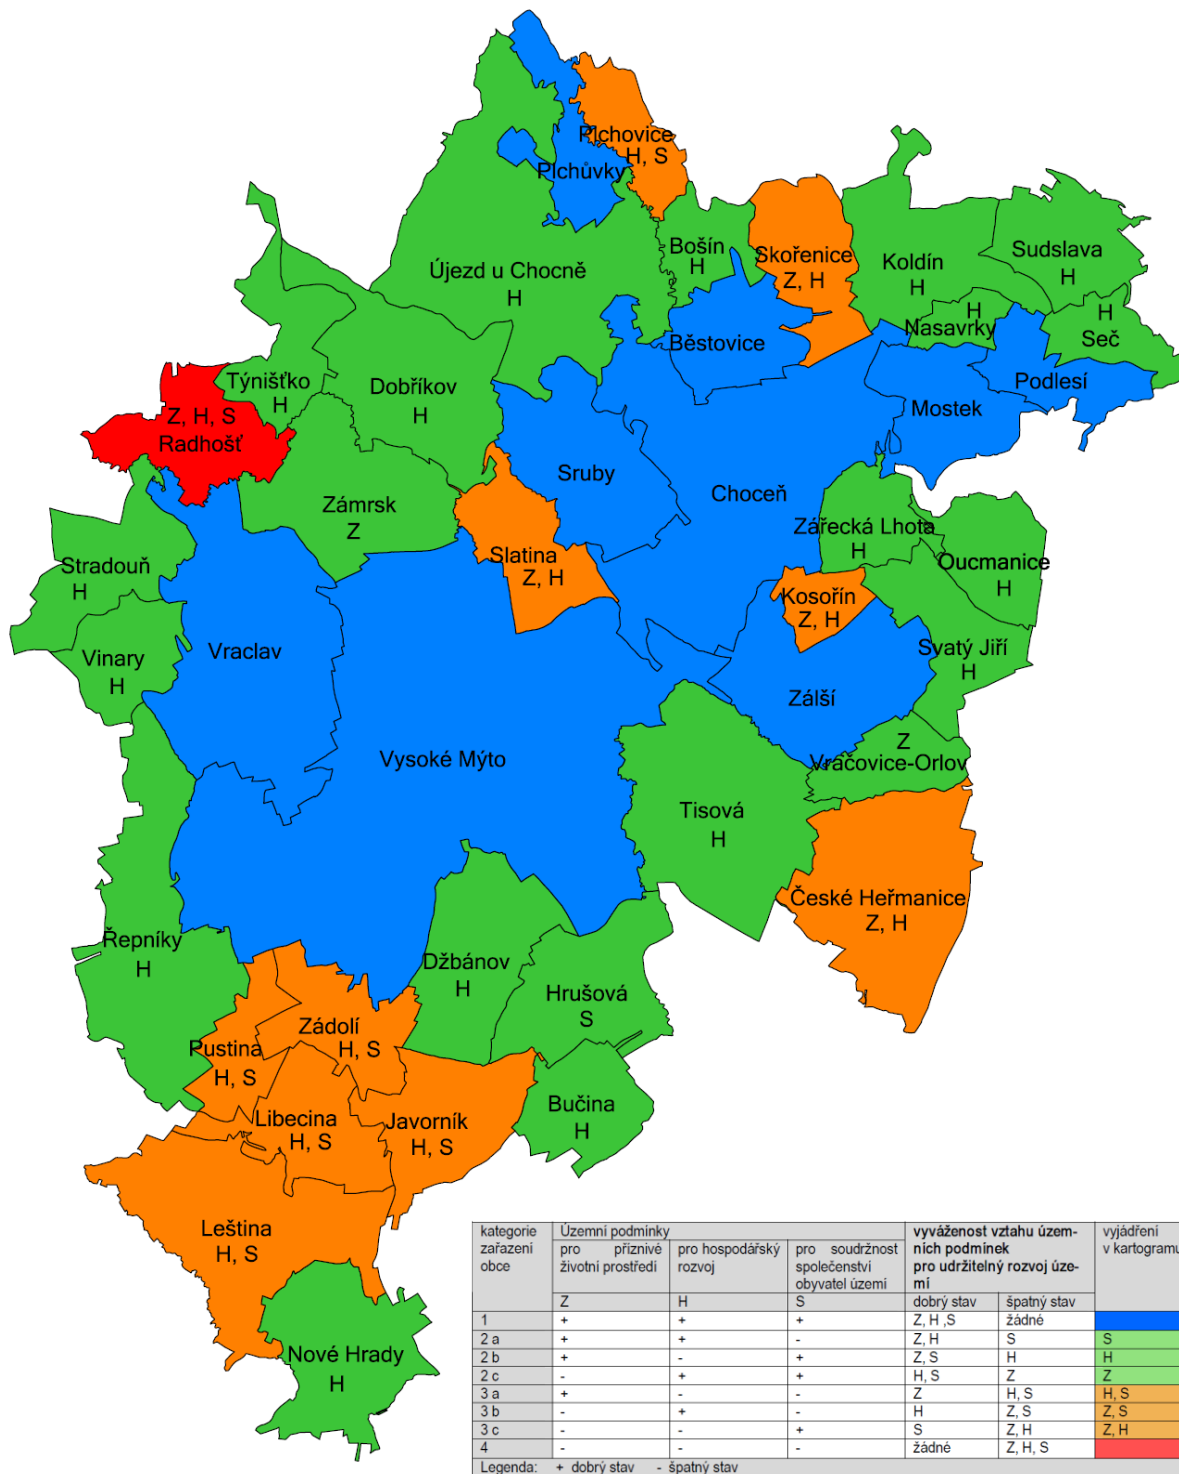 Plchovice
H, S
Plchůvky
Bošín
H
Skořenice
Z, H
Koldín
H
Sudslava
H
Újezd u Chocně
H
Nasavrky
H
H
Seč
Běstovice
Týnišťko
H
Dobříkov
H
Podlesí
Mostek
Z, H, S
Radhošť
Sruby
Choceň
Zámrsk
Z
Zářecká Lhota
H
Slatina
Z, H
Stradouň
H
Oucmanice
H
Kosořín
Z, H
Vraclav
Vinary
H
Svatý Jiří
H
Zálší
Z
Vračovice-Orlov
Vysoké Mýto
Tisová
H
České Heřmanice
Z, H
Řepníky
H
Džbánov
H
Hrušová
S
Zádolí
H, S
Pustina
H, S
Bučina
H
Libecina
H, S
Javorník
H, S
Leština
H, S
Nové Hrady
H
kategorie zařazení obce
Územní podmínky
vyváženost vztahu územ-
ních podmínek
pro udržitelný rozvoj úze-
mí
vyjádření
v kartogramu
pro příznivé
životní prostředí
pro hospodářský
rozvoj
pro soudržnost
společenství
obyvatel území
Z H S dobrý stav špatný stav
1 + + + Z, H ,S žádné
2 a + + - Z, H S S
2 b + - + Z, S H H
2 c - + + H, S Z Z
3 a + - - Z H, S H, S
3 b - + - H Z, S Z, S
3 c - - + S Z, H Z, H
4 - - - žádné Z, H, S
Legenda: + dobrý stav - špatný stav